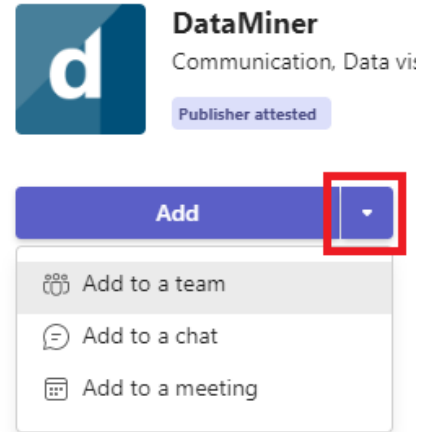 d
DataMiner
Communication, Data vis
Publisher attested
Add
Add to a team
Add to a chat
Add to a meeting